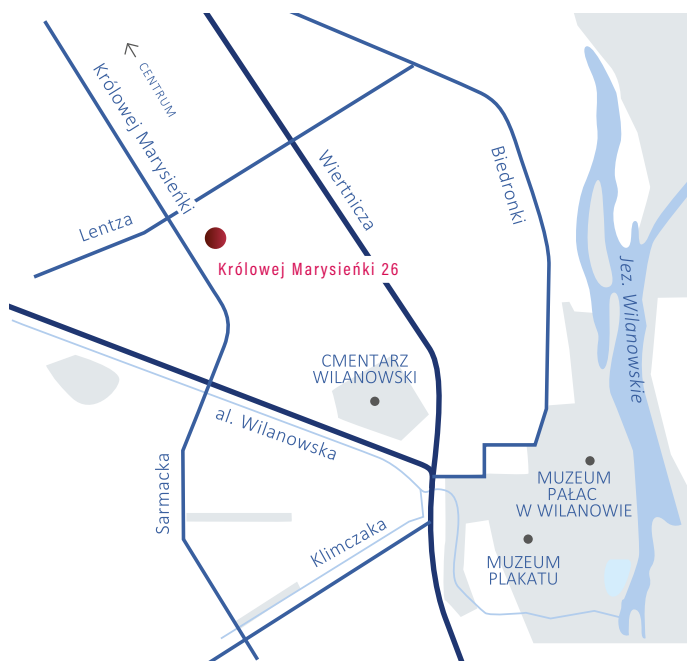 CENTRUM
Królowej Marysieńki
Wiertnicza
Biedronki
Lentza
Królowej Marysieńki 26
Jez. Wilanowskie
CMENTARZ
WILANOWSKI
al. Wilanowska
Sarmacka
MUZEUM
PAŁAC
W WILANOWIE
Klimczaka
MUZEUM
PLAKATU